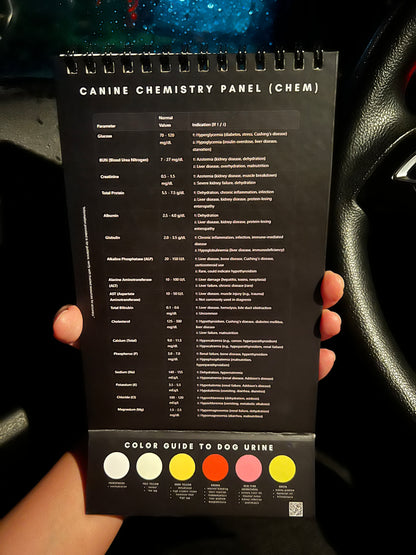 CANINE CHEMISTRY PANEL (CHEM)
Parameter Normal Values Indication (If ↑ / ↓)
Glucose 70 - 120 mg/dL ↑: Hyperglycemia (diabetes, stress, Cushing's disease)
↓: Hypoglycemia (insulin overdose, liver disease, starvation)
BUN (Blood Urea Nitrogen) 7 - 27 mg/dL ↑: Azotemia (kidney disease, dehydration)
↓: Liver disease, overhydration, malnutrition
Creatinine 0.5 - 1.5 mg/dL ↑: Azotemia (kidney disease, muscle breakdown)
↓: Severe kidney failure, dehydration
Total Protein 5.5 - 7.5 g/dL ↑: Dehydration, chronic inflammation, infection
↓: Liver disease, kidney disease, protein-losing enteropathy
Albumin 2.5 - 4.0 g/dL ↑: Dehydration
↓: Liver disease, kidney disease, protein-losing enteropathy
Globulin 2.0 - 3.5 g/dL ↑: Chronic inflammation, infection, immune-mediated disease
↓: Hypoglobulinemia (liver disease, immunodeficiency)
Alkaline Phosphatase (ALP) 20 - 150 U/L ↑: Liver disease, bone disease, Cushing's disease, corticosteroid use
↓: Rare, could indicate hypothyroidism
Alanine Aminotransferase (ALT) 10 - 100 U/L ↑: Liver damage (hepatitis, toxins, neoplasia)
↓: Liver failure, chronic disease (rare)
AST (Aspartate Aminotransferase) 10 - 50 U/L ↑: Liver disease, muscle injury (e.g., trauma)
↓: Not commonly used in diagnosis
Total Bilirubin 0.1 - 0.6 mg/dL ↑: Liver disease, hemolysis, bile duct obstruction
↓: Uncommon
Cholesterol 125 - 300 mg/dL ↑: Hypothyroidism, Cushing's disease, diabetes mellitus, liver disease
↓: Liver failure, malnutrition
Calcium (Total) 9.0 - 11.5 mg/dL ↑: Hypercalcemia (e.g., cancer, hyperparathyroidism)
↓: Hypocalcemia (e.g., hypoparathyroidism, renal failure)
Phosphorus (P) mg/dL ↑: Renal failure, bone disease, hyperparathyroidism
↓: Hypophosphatemia (malnutrition, hyperparathyroidism)
Sodium (Na) 140 - 155 mEq/L ↑: Dehydration, hypernatremia
↓: Hyponatremia (renal disease, Addison's disease)
Potassium (K) 3.5 - 5.5 mEq/L ↑: Hyperkalemia (renal failure, Addison's disease)
↓: Hypokalemia (vomiting, diarrhea, diuretics)
Chloride (Cl) 100 - 120 mEq/L ↑: Hyperchloremia (dehydration, acidosis)
↓: Hypochloremia (vomiting, metabolic alkalosis)
Magnesium (Mg) 1.5 - 2.5 mg/dL ↑: Hypermagnesemia (renal failure, dehydration)
↓: Hypomagnesemia (diarrhea, malnutrition)
COLOR GUIDE TO DOG URINE
TRANSPARENT
PALE YELLOW
DARK YELLOW
ORANGE
GREEN